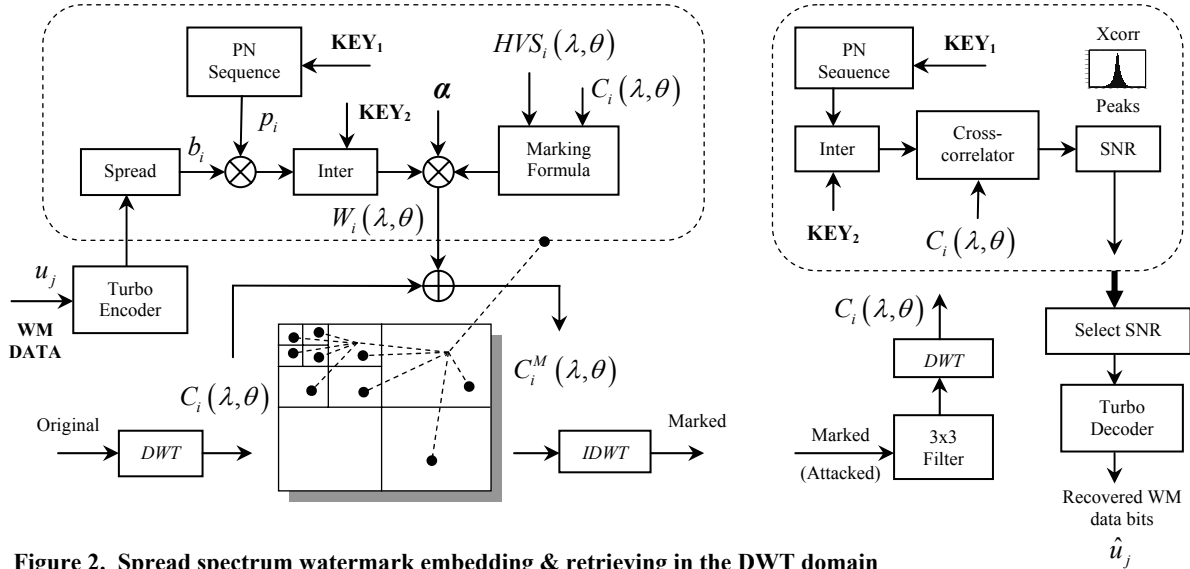 PN
Sequence
KEY₁
HVSᵢ(λ,θ)
Cᵢ(λ,θ)
α
KEY₂
pᵢ
bᵢ
Spread
Inter
Marking
Formula
Wᵢ(λ,θ)
uⱼ
Turbo
Encoder
WM
DATA
Cᵢ(λ,θ)
Cᵢᴹ(λ,θ)
Original
DWT
IDWT
Marked
PN
Sequence
KEY₁
Xcorr
Peaks
Inter
Cross-
correlator
SNR
KEY₂
Cᵢ(λ,θ)
Cᵢ(λ,θ)
DWT
Marked
(Attacked)
3x3
Filter
Select SNR
Turbo
Decoder
Recovered WM
data bits
ûⱼ
Figure 2. Spread spectrum watermark embedding & retrieving in the DWT domain